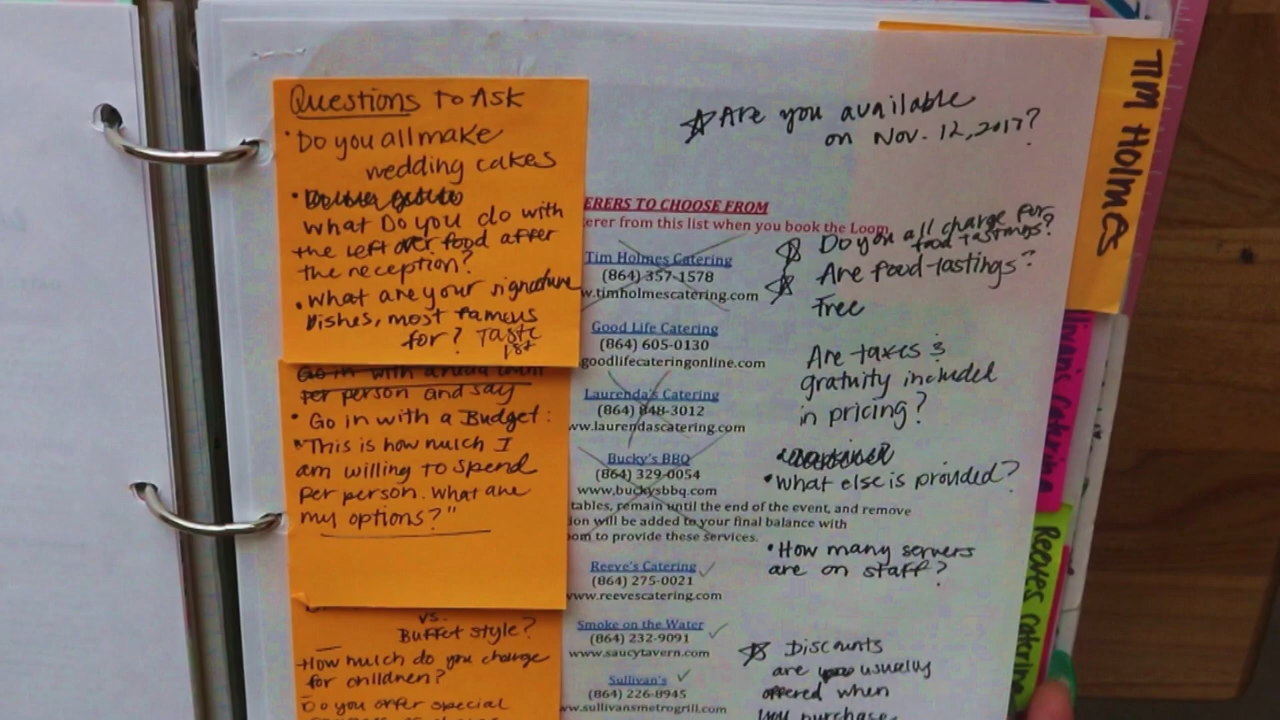 Questions to Ask
• Do you all make
wedding cakes
•
What Do you do with
the left over food after
the reception?
• What are your signature
Dishes, most famous
for? Taste
1st
Go in with a
per person and say
• Go in with a Budget:
"This is how much I
am willing to spend
per person. What are
my options?"
vs.
Buffet style?
How much do you charge
for children?
Do you offer special
☆ Are you available
on Nov. 12, 2017?
ERERS TO CHOOSE FROM
erer from this list when you book the Loom
Tim Holmes Catering
(864) 357-1578
w.timholmescatering.com
Good Life Catering
(864) 605-0130
goodlifecateringonline.com
Laurenda's Catering
(864) 848-3012
ww.laurendascatering.com
Bucky's BBQ
(864) 329-0054
www.buckysbbq.com
tables, remain until the end of the event, and remove
ion will be added to your final balance with
oom to provide these services.
Reeve's Catering ✓
(864) 275-0021
www.reevescatering.com
Smoke on the Water ✓
(864) 232-9091
www.saucytavern.com
Sullivan's ✓
(864) 226-8945
ww.sullivansmetrogrill.com
☆ Do you all charge for
food tastings?
☆ Are food tastings?
Free
Are taxes &
gratuity included
in pricing?
• What else is provided?
• How many servers
are on staff?
☆ Discounts
are usually
offered when
you purchase
TIM HOLMES
Sullivan's Catering
Reeves Catering